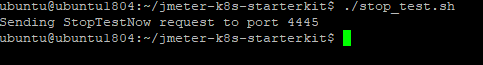 ubuntu@ubuntu1804:~/jmeter-k8s-starterkit$ ./stop_test.sh
Sending StopTestNow request to port 4445
ubuntu@ubuntu1804:~/jmeter-k8s-starterkit$